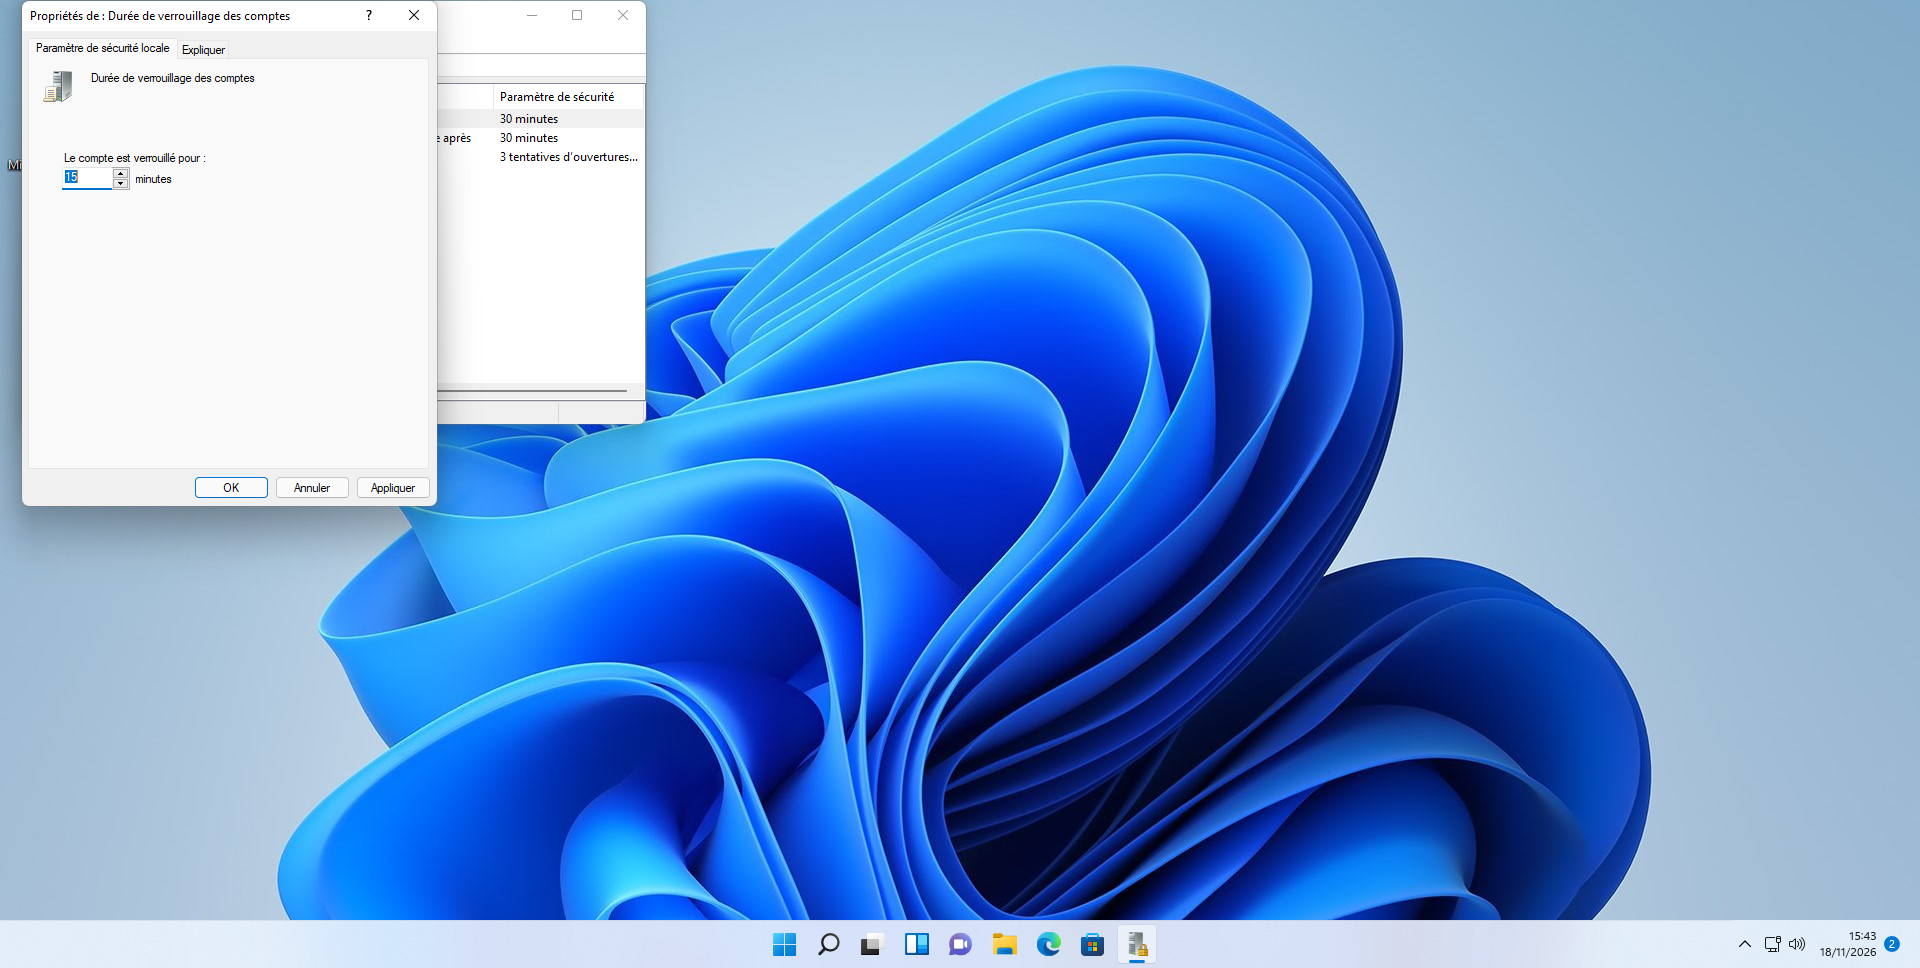 Propriétés de : Durée de verrouillage des comptes
?
Paramètre de sécurité locale
Expliquer
Durée de verrouillage des comptes
Le compte est verrouillé pour :
15
minutes
OK
Annuler
Appliquer
Paramètre de sécurité
30 minutes
e après
30 minutes
3 tentatives d’ouvertures...
Mi
15:43
18/11/2026
2